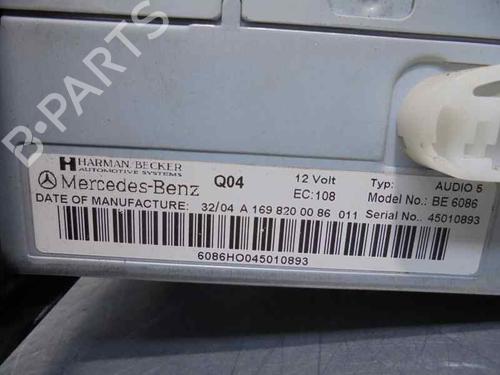 B-PARTS
HARMAN/BECKER
AUTOMOTIVE SYSTEMS
Mercedes-Benz Q04 12 Volt Typ: AUDIO 5
EC: 108 Model No.: BE 6086
DATE OF MANUFACTURE: 32/04 A 169 820 00 86 011 Serial No.: 45010893
6086HO045010893